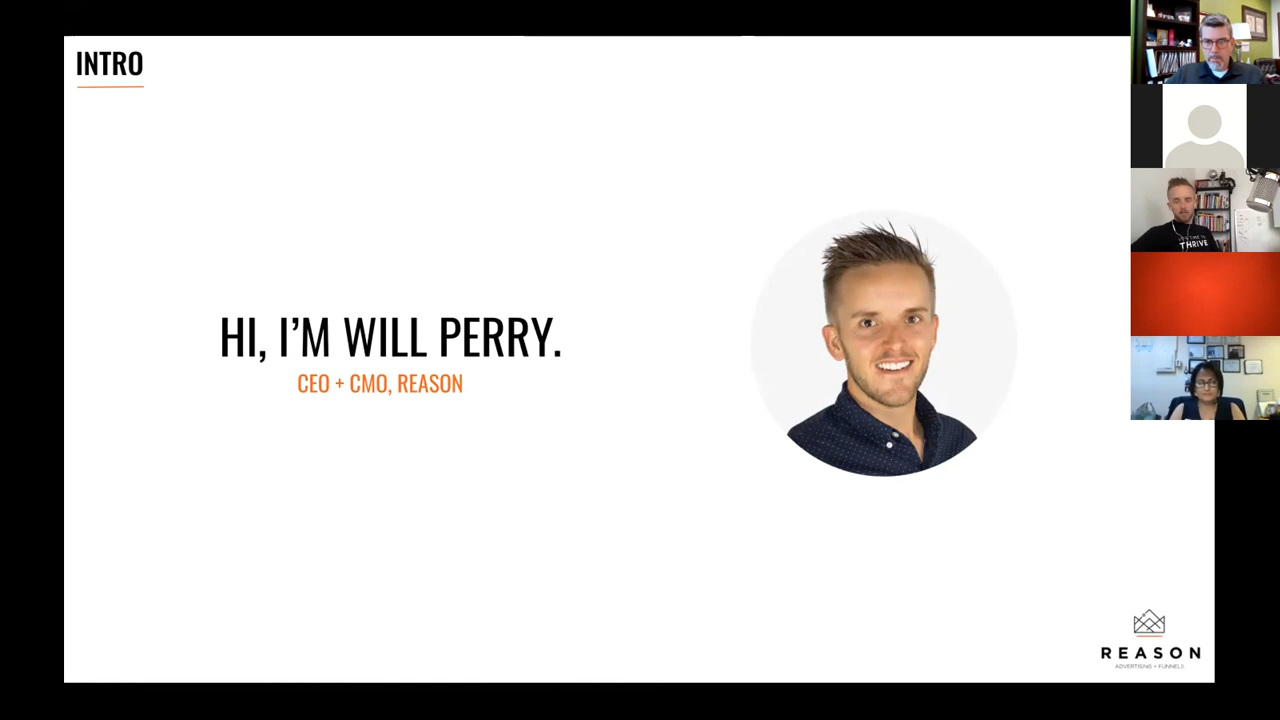 INTRO
HI, I'M WILL PERRY.
CEO + CMO, REASON
THRIVE
REASON
ADVERTISING + FUNNELS